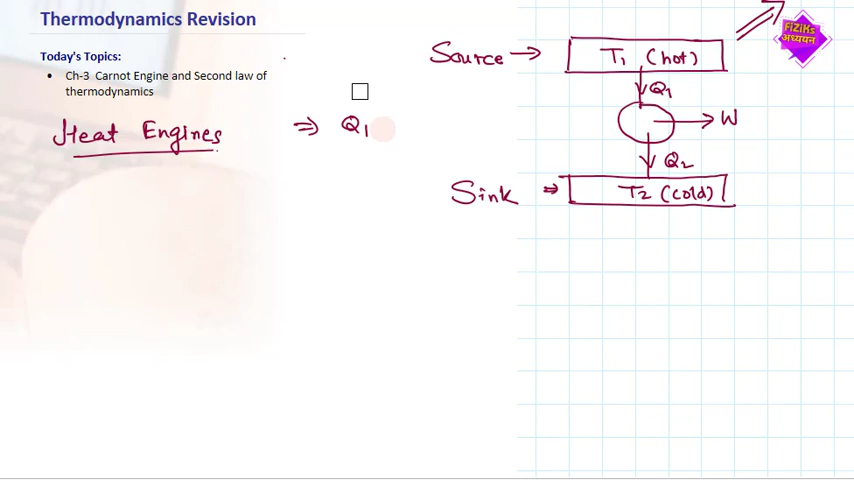 Thermodynamics Revision
Today's Topics:
• Ch-3 Carnot Engine and Second law of
thermodynamics
Heat Engines
⇒ Q1
Source →
T1 (hot)
Q1
W
Q2
Sink ⇒
T2 (cold)
FiZiKs
अध्ययन